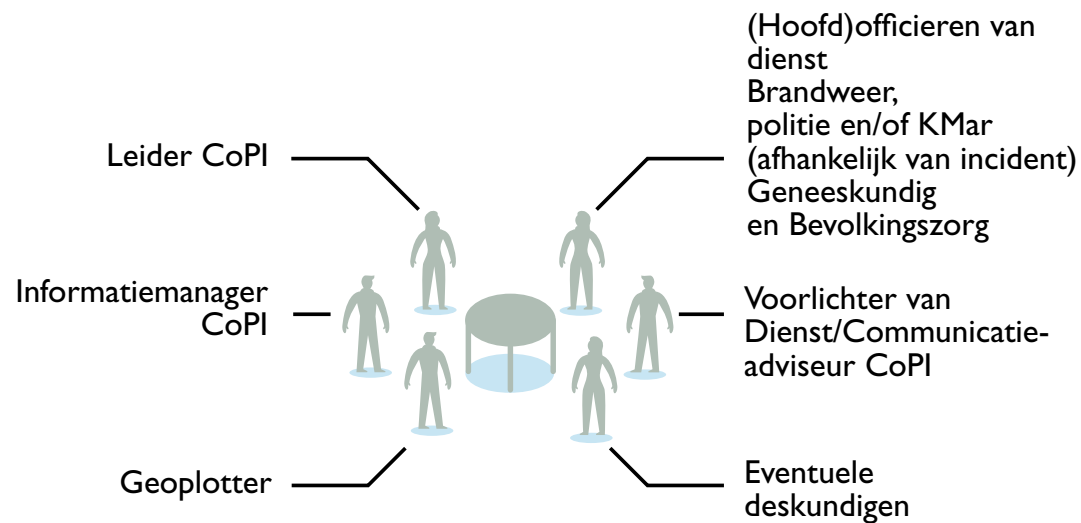 Leider CoPI
Informatiemanager
CoPI
Geoplotter
(Hoofd)officieren van
dienst
Brandweer,
politie en/of KMar
(afhankelijk van incident)
Geneeskundig
en Bevolkingszorg
Voorlichter van
Dienst/Communicatie-
adviseur CoPI
Eventuele
deskundigen